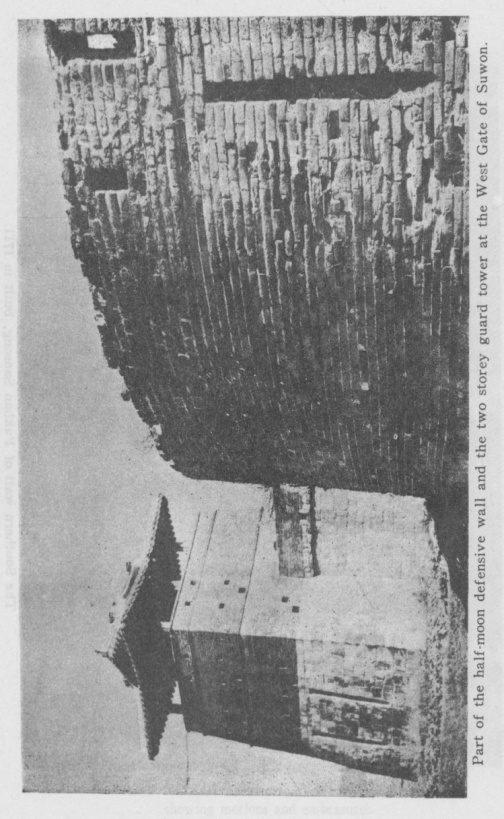 Part of the half-moon defensive wall and the two storey guard tower at the West Gate of Suwon.